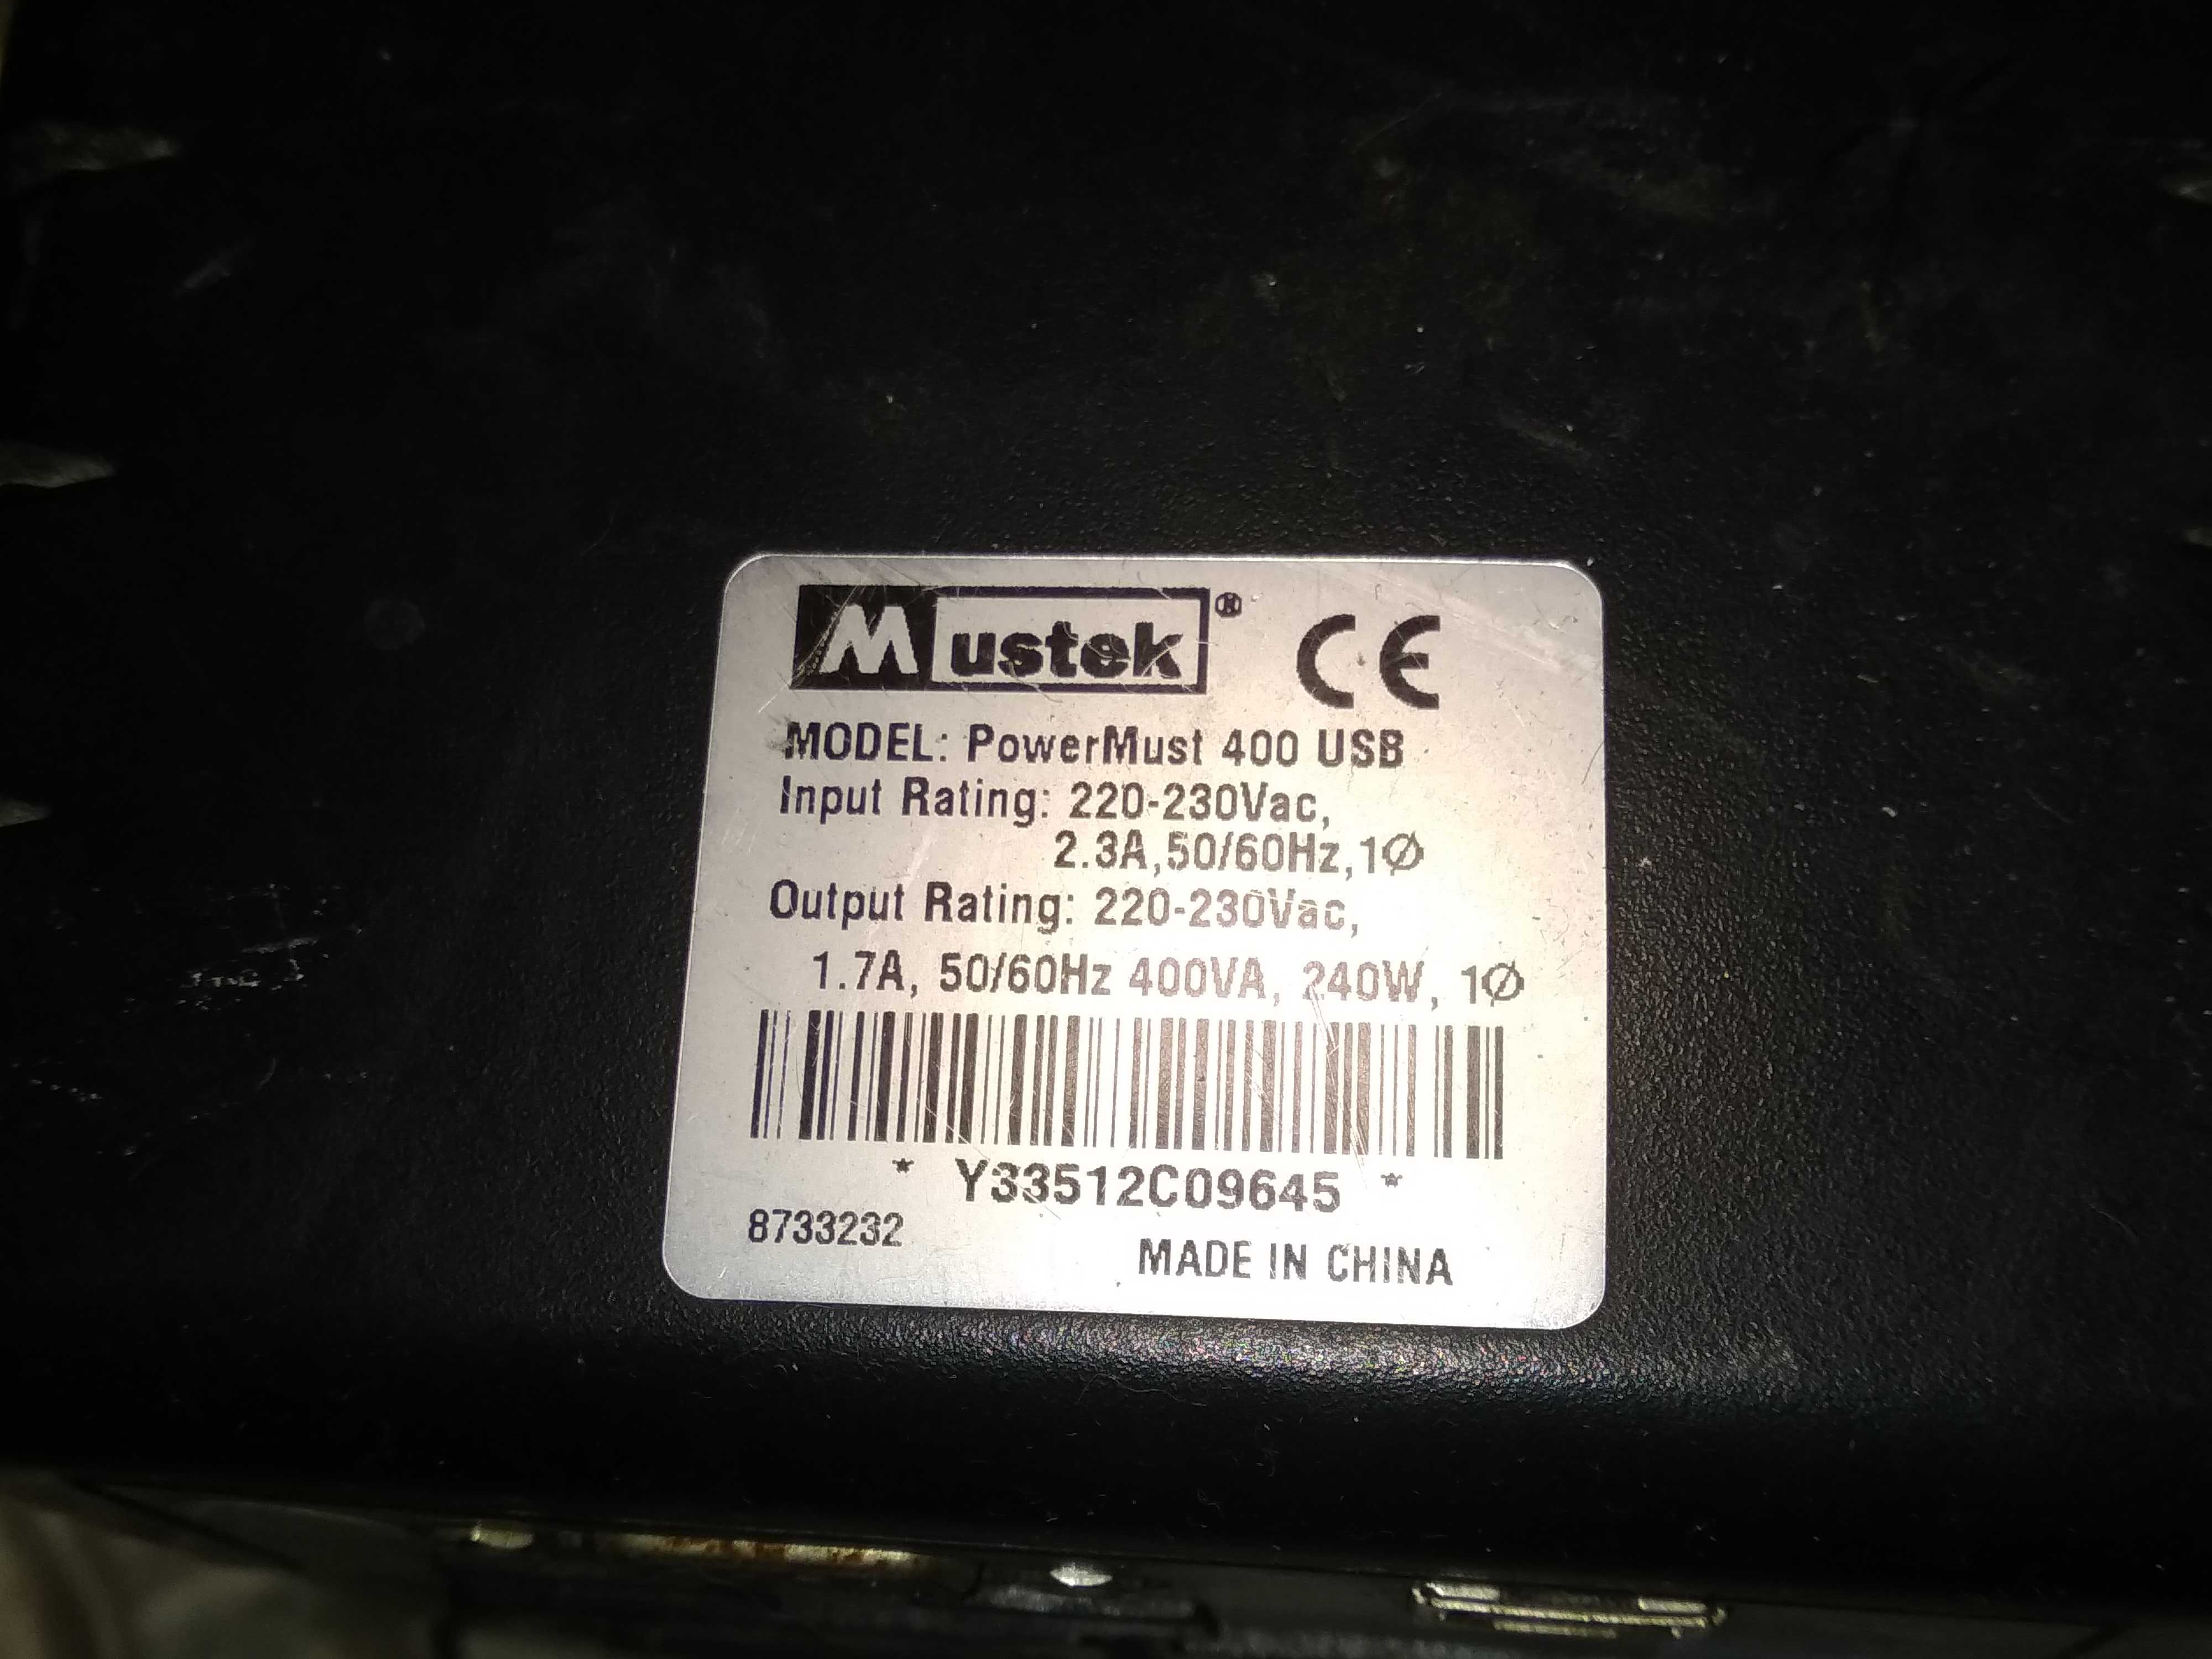 Mustek® CE
MODEL: PowerMust 400 USB
Input Rating: 220-230Vac,
2.3A,50/60Hz,1Ø
Output Rating: 220-230Vac,
1.7A, 50/60Hz 400VA, 240W, 1Ø
* Y33512C09645 *
8733232
MADE IN CHINA